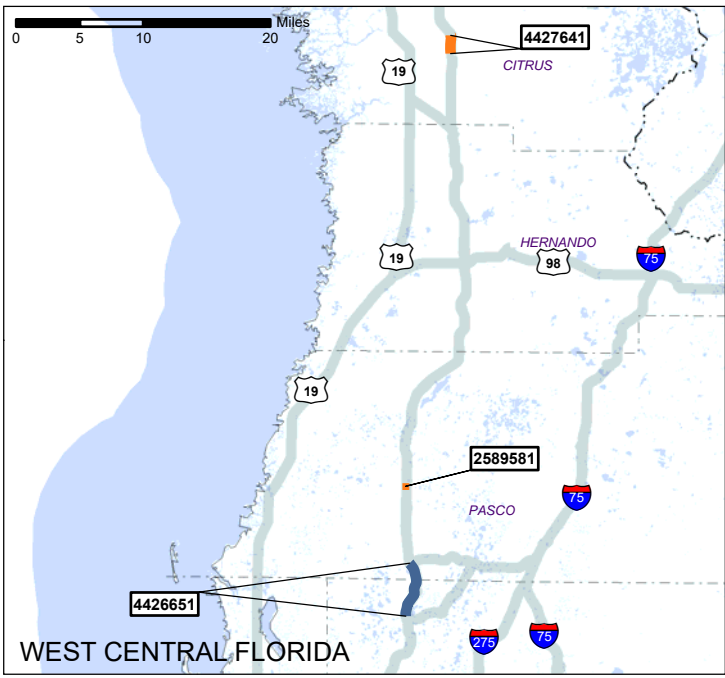 Miles
0 5 10 20
4427641
CITRUS
19
HERNANDO
19
98
75
19
2589581
75
PASCO
4426651
275
75
WEST CENTRAL FLORIDA